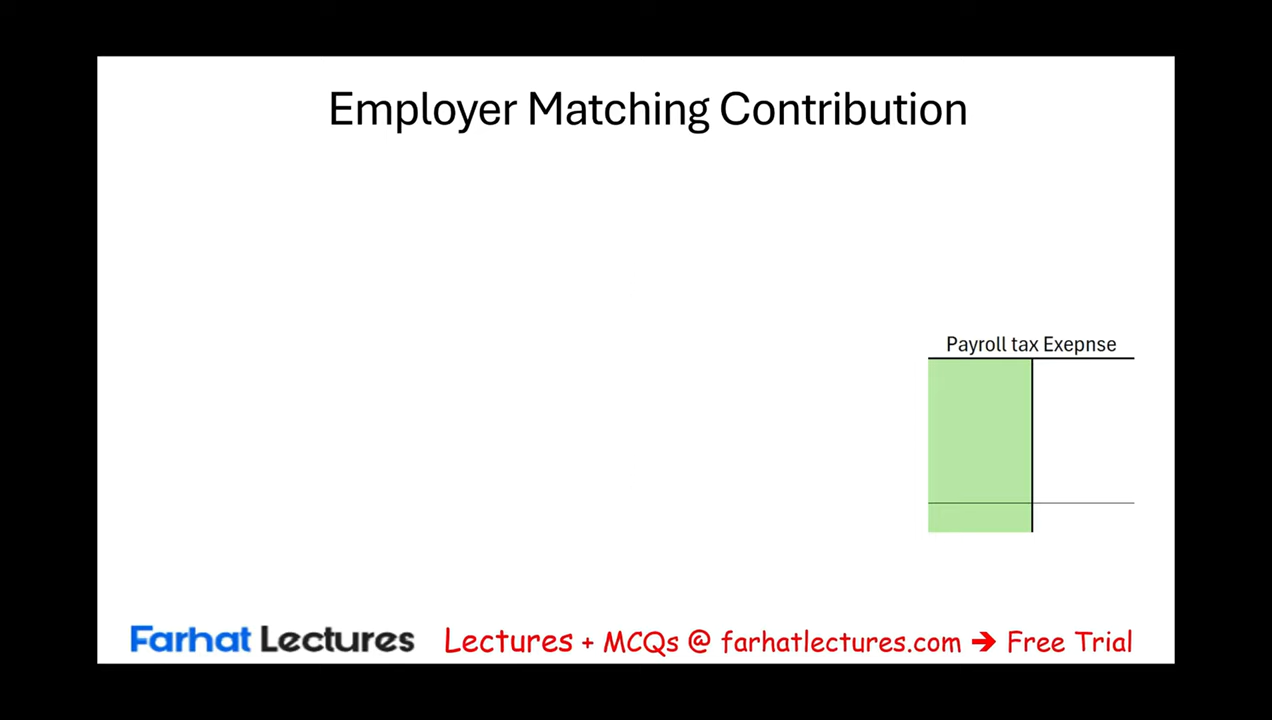 Employer Matching Contribution
Payroll tax Exepnse
Farhat Lectures Lectures + MCQs @ farhatlectures.com ➔ Free Trial